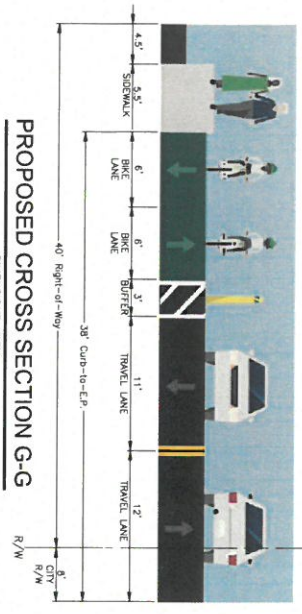 4.5'
5.5'
SIDEWALK
6'
BIKE
LANE
6'
BIKE
LANE
3'
BUFFER
11'
TRAVEL LANE
12'
TRAVEL LANE
38' Curb-to-E.P.
40' Right-of-Way
8'
CITY
R/W
R/W
PROPOSED CROSS SECTION G-G